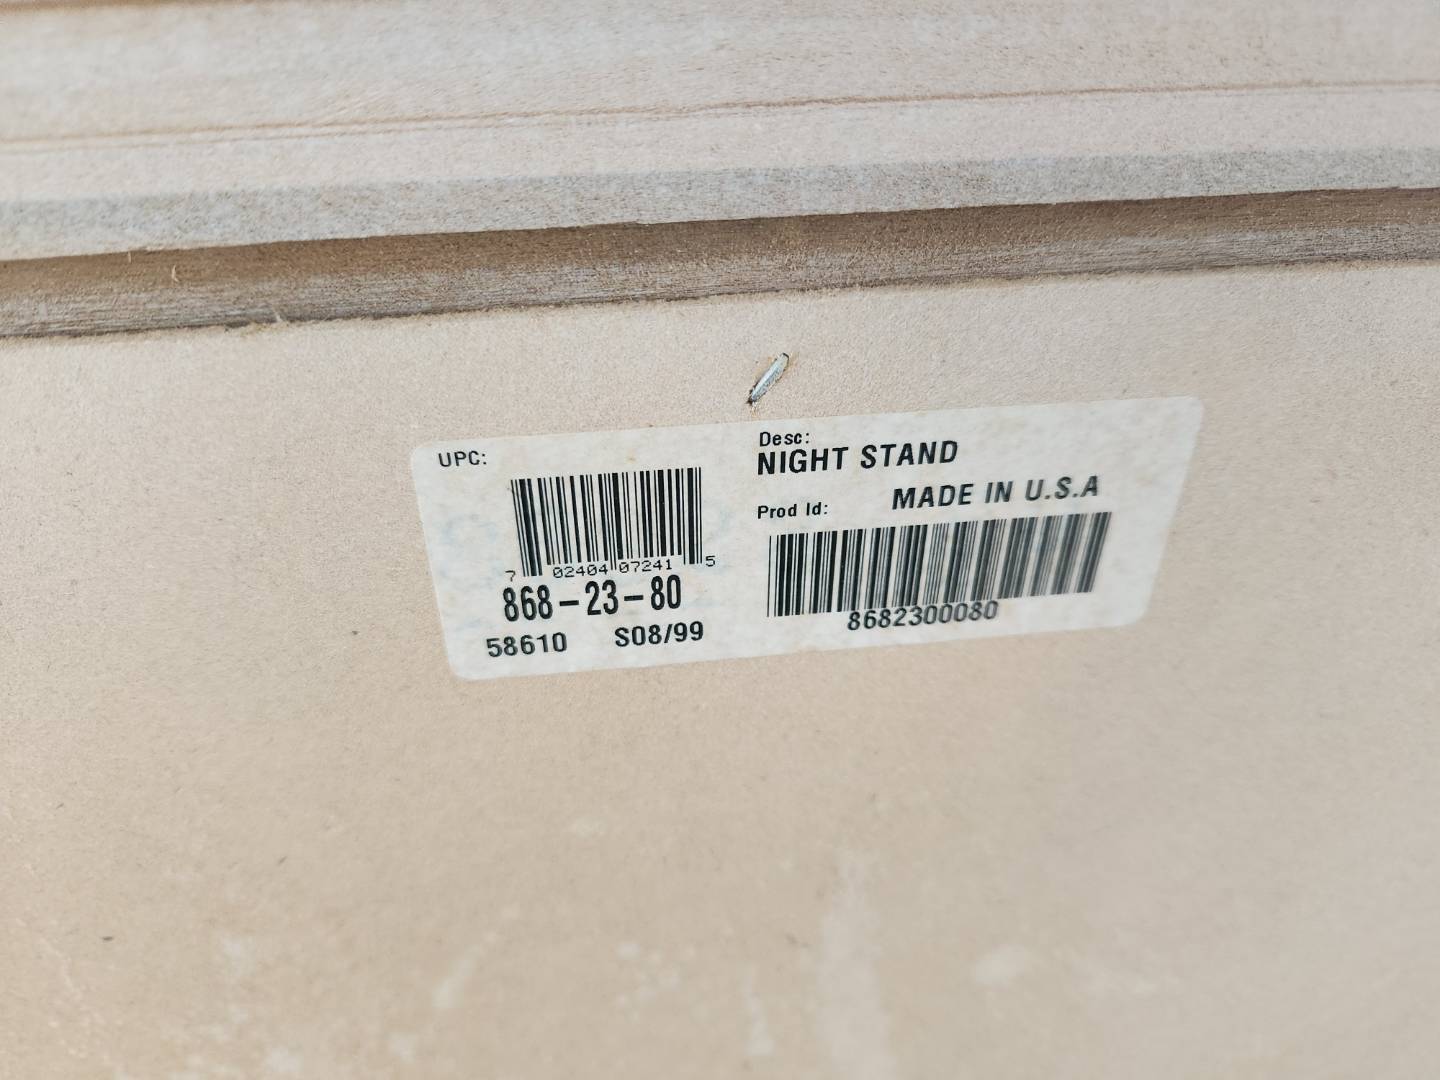 UPC:
7 02404 07241 5
868-23-80
58610 S08/99
Desc:
NIGHT STAND
MADE IN U.S.A
Prod Id:
8682300080